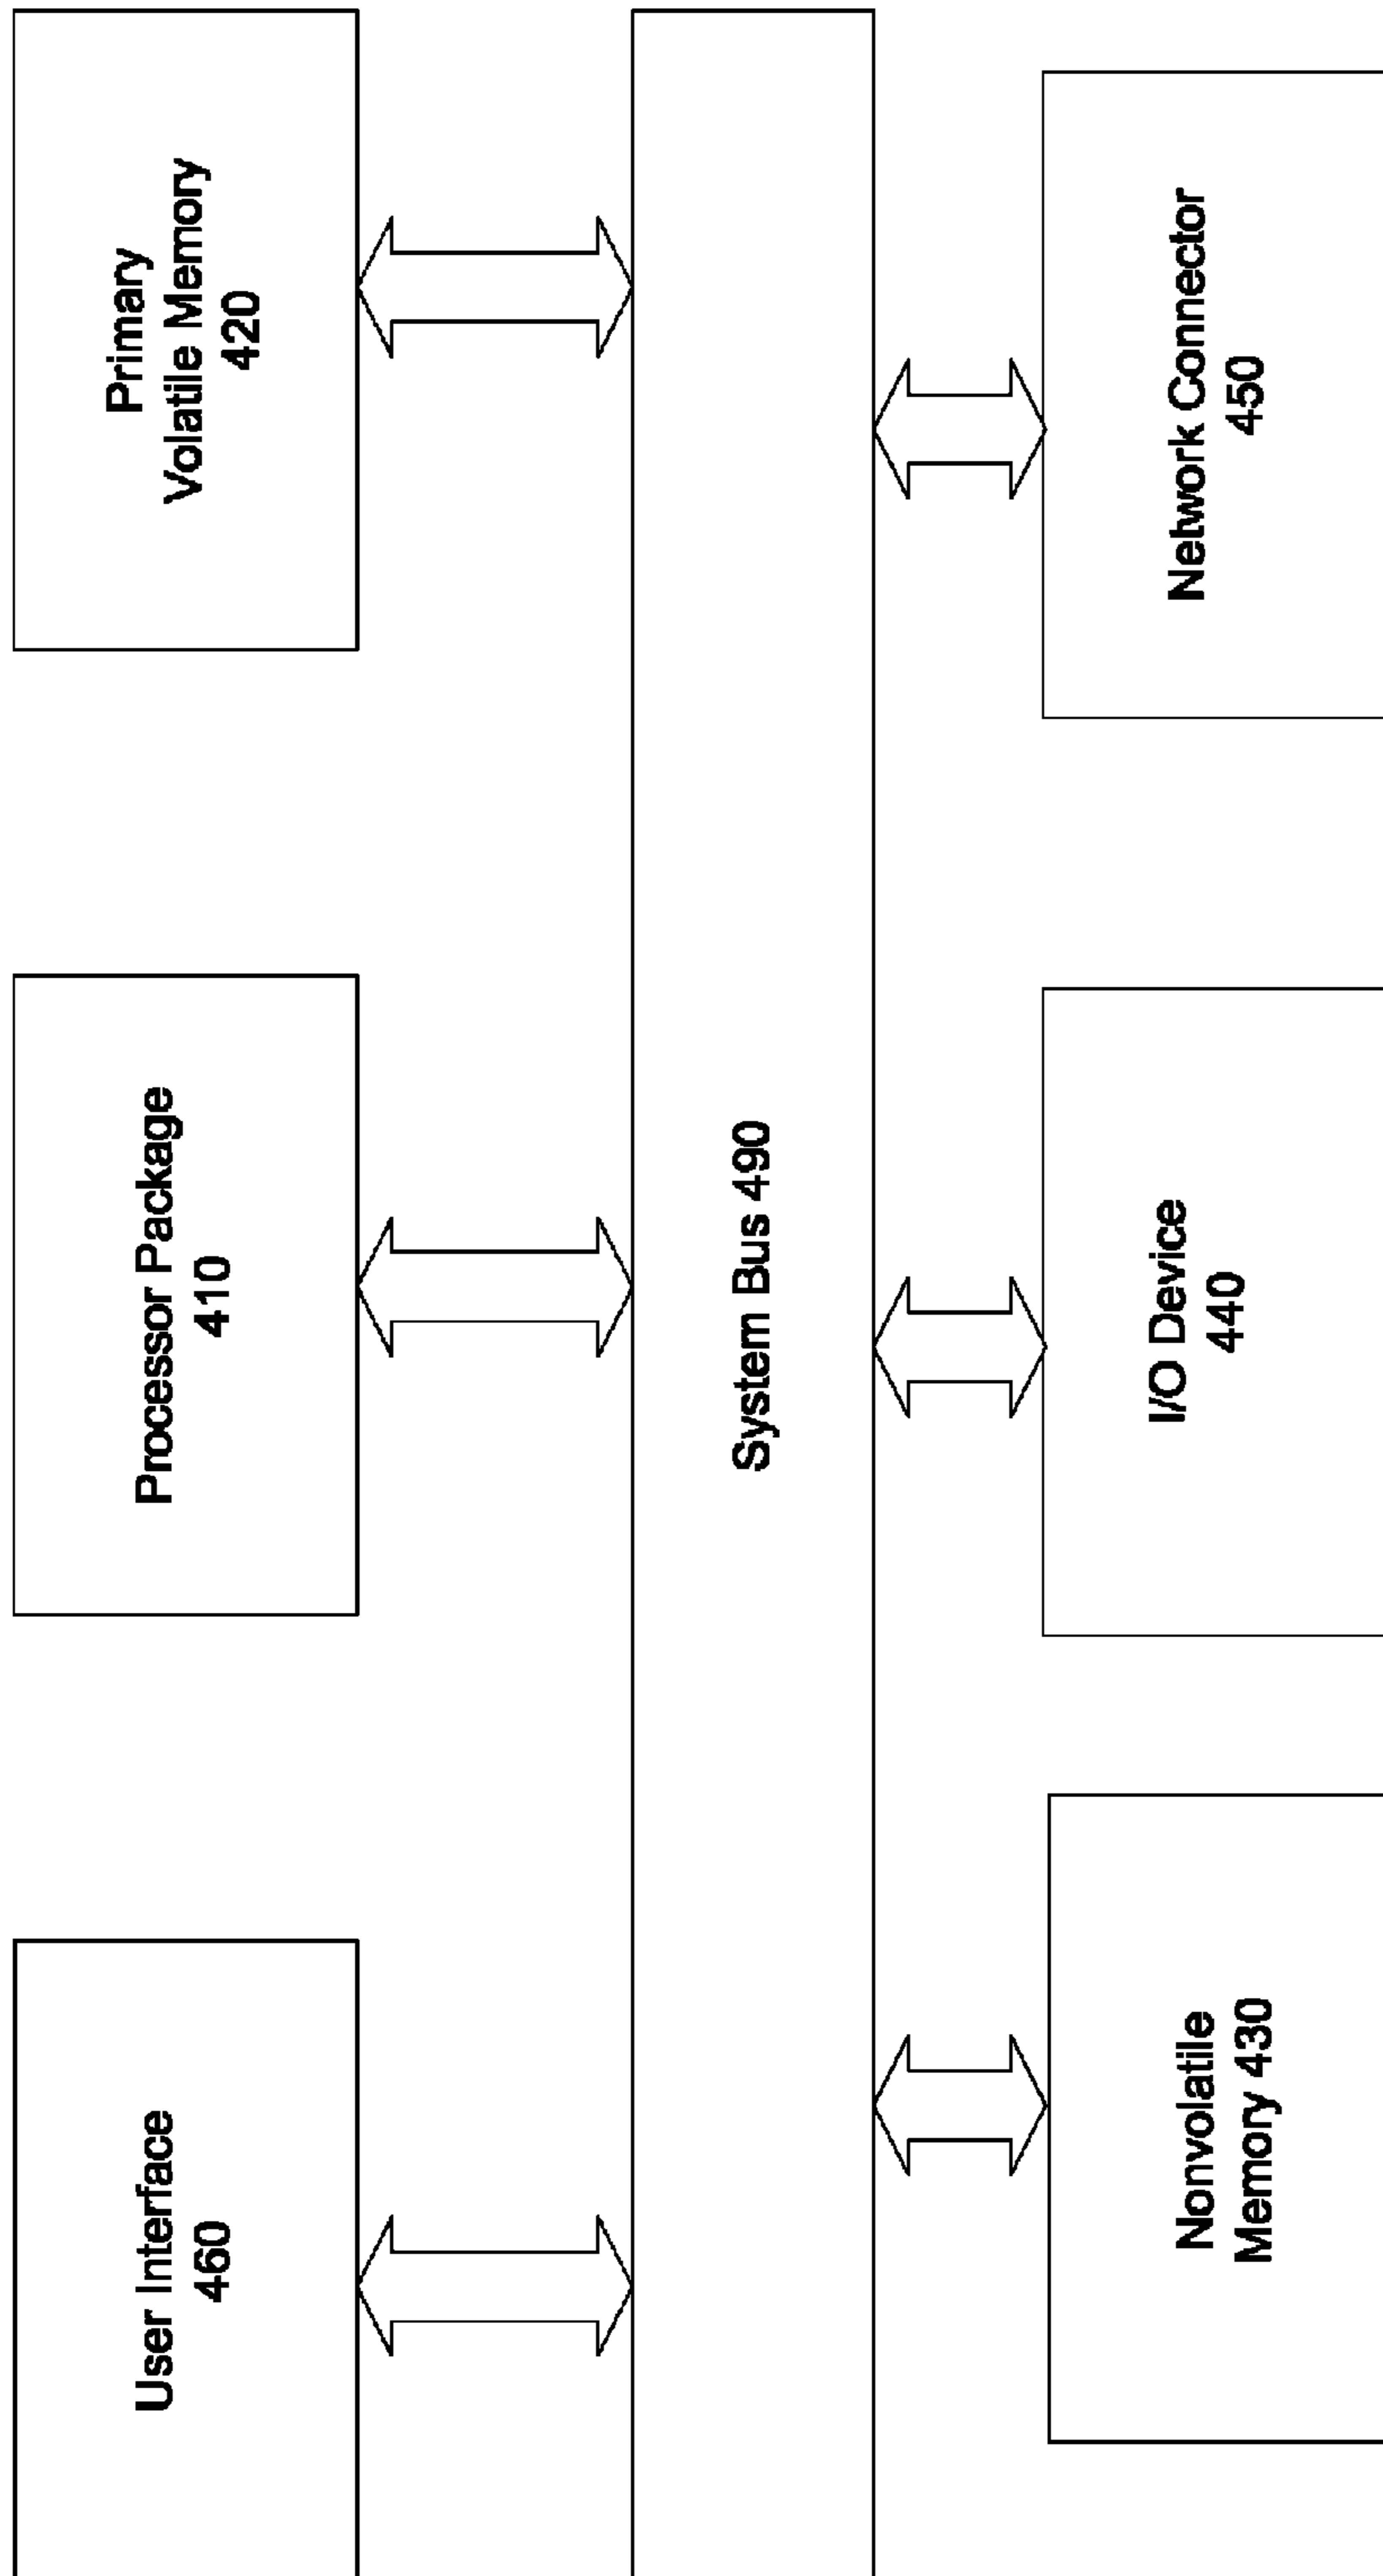 User Interface
460
Processor Package
410
Primary
Volatile Memory
420
System Bus 490
Nonvolatile
Memory 430
I/O Device
440
Network Connector
450